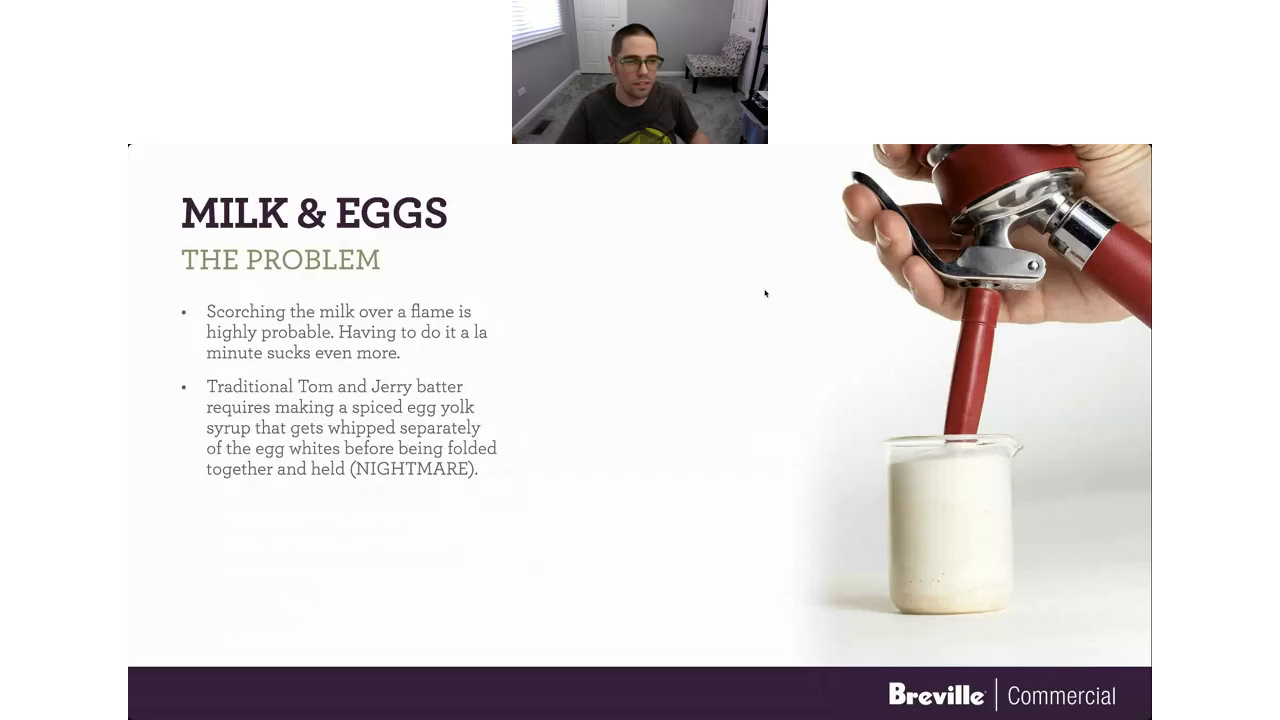 MILK & EGGS
THE PROBLEM
• Scorching the milk over a flame is
highly probable. Having to do it a la
minute sucks even more.
• Traditional Tom and Jerry batter
requires making a spiced egg yolk
syrup that gets whipped separately
of the egg whites before being folded
together and held (NIGHTMARE).
Breville | Commercial